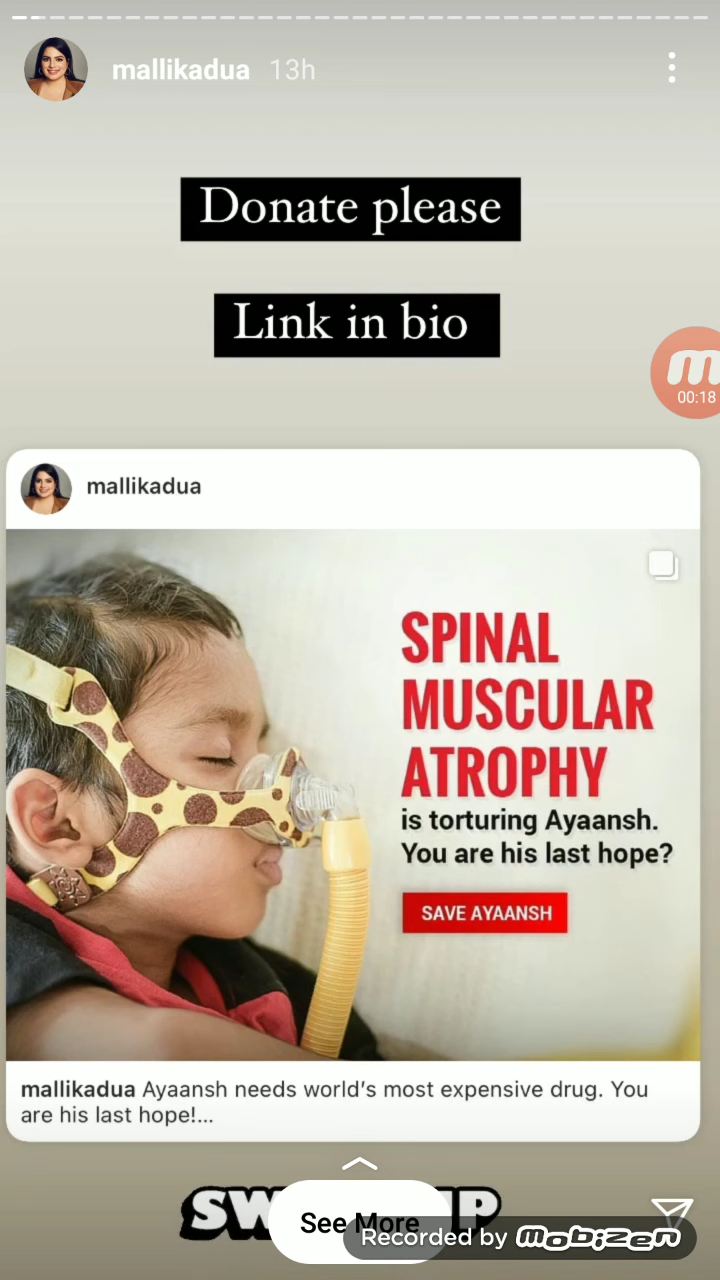 mallikadua 13h
Donate please
Link in bio
m
00:18
mallikadua
SPINAL
MUSCULAR
ATROPHY
is torturing Ayaansh.
You are his last hope?
SAVE AYAANSH
mallikadua Ayaansh needs world's most expensive drug. You
are his last hope!...
See More
Recorded by mobizen